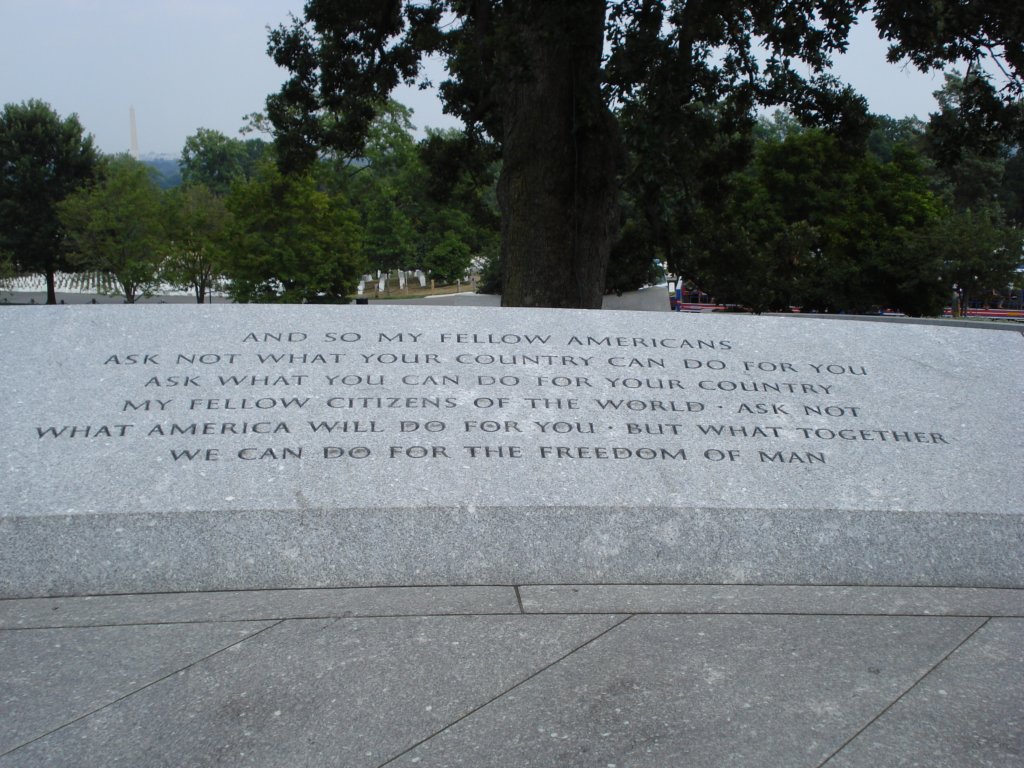 AND SO MY FELLOW AMERICANS
ASK NOT WHAT YOUR COUNTRY CAN DO FOR YOU
ASK WHAT YOU CAN DO FOR YOUR COUNTRY
MY FELLOW CITIZENS OF THE WORLD · ASK NOT
WHAT AMERICA WILL DO FOR YOU · BUT WHAT TOGETHER
WE CAN DO FOR THE FREEDOM OF MAN